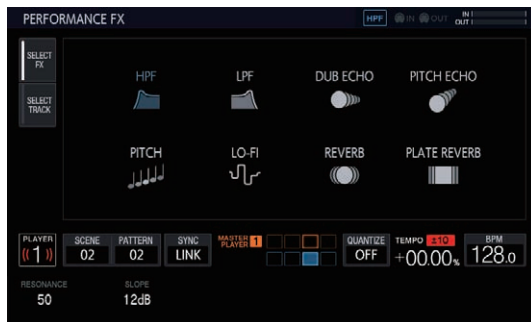 PERFORMANCE FX HPF IN OUT IN OUT
SELECT FX
SELECT TRACK
HPF LPF DUB ECHO PITCH ECHO
PITCH LO-FI REVERB PLATE REVERB
PLAYER 1 SCENE 02 PATTERN 02 SYNC LINK MASTER PLAYER 1 QUANTIZE OFF TEMPO ±10 +00.00% BPM 128.0
RESONANCE SLOPE
50 12dB